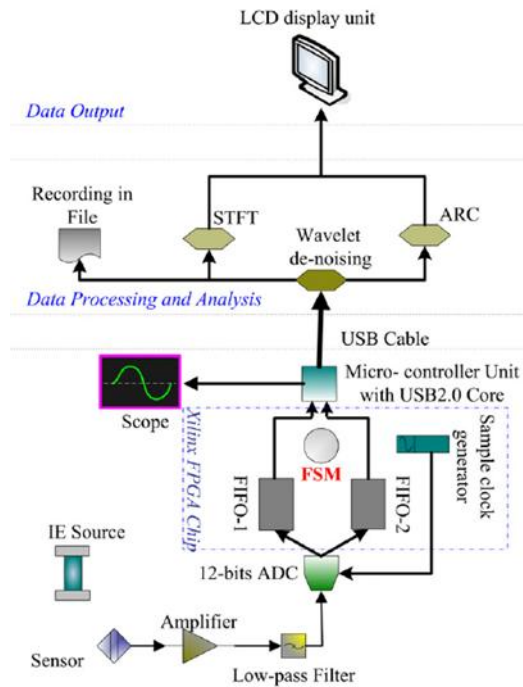 LCD display unit
Data Output
Recording in
File
STFT
ARC
Wavelet
de-noising
Data Processing and Analysis
USB Cable
Micro- controller Unit
with USB2.0 Core
Scope
Xilinx FPGA Chip
FSM
FIFO-1
FIFO-2
Sample clock
generator
IE Source
12-bits ADC
Amplifier
Sensor
Low-pass Filter